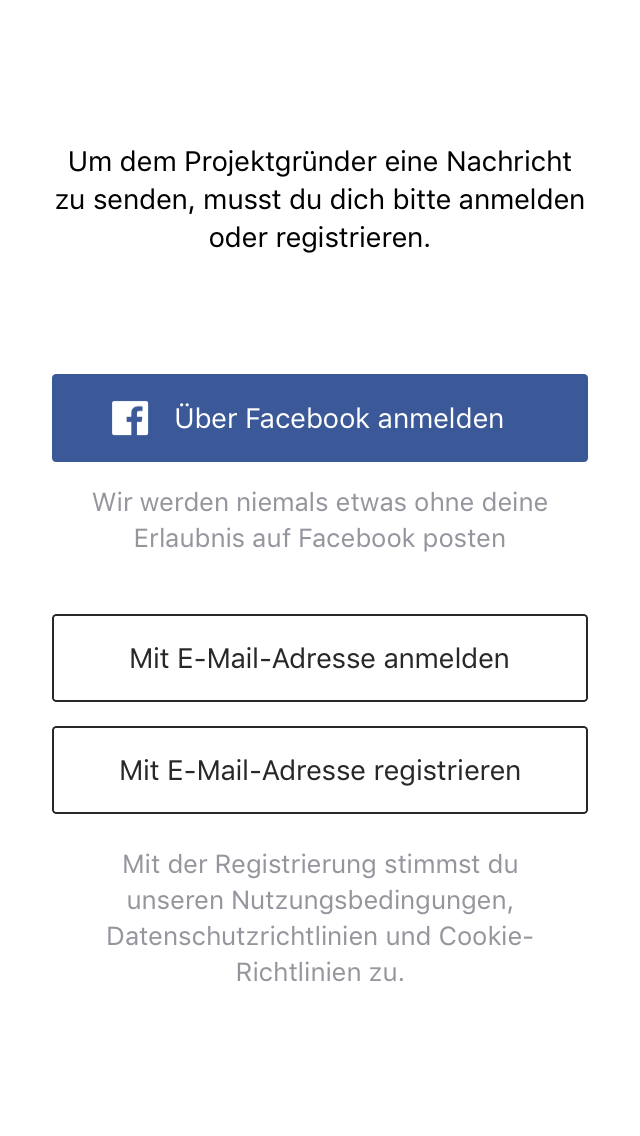 Um dem Projektgründer eine Nachricht
zu senden, musst du dich bitte anmelden
oder registrieren.
Über Facebook anmelden
Wir werden niemals etwas ohne deine
Erlaubnis auf Facebook posten
Mit E-Mail-Adresse anmelden
Mit E-Mail-Adresse registrieren
Mit der Registrierung stimmst du
unseren Nutzungsbedingungen,
Datenschutzrichtlinien und Cookie-
Richtlinien zu.